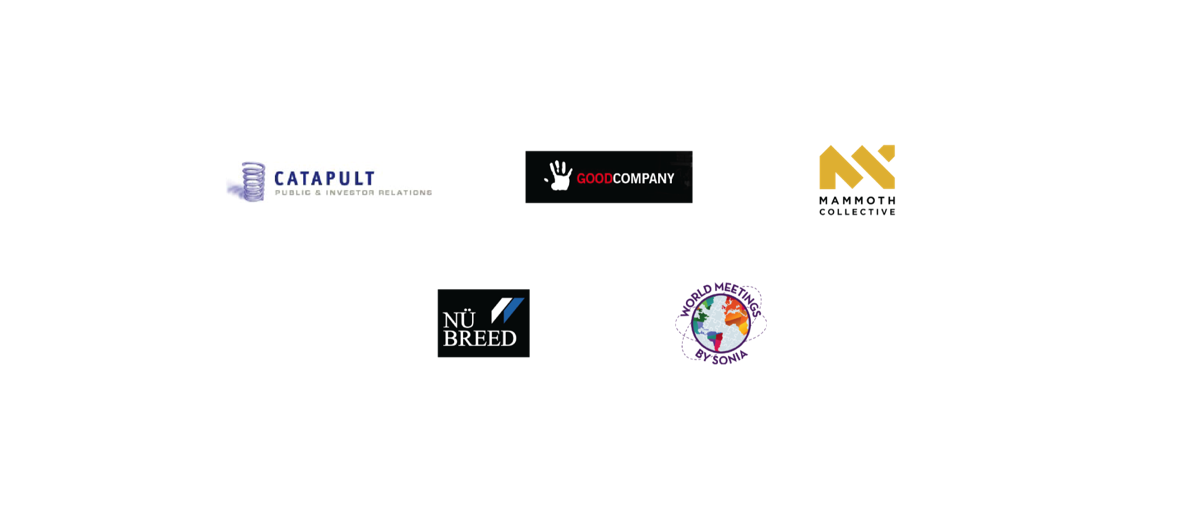 CATAPULT
PUBLIC & INVESTOR RELATIONS
GOODCOMPANY
MAMMOTH
COLLECTIVE
NÜ
BREED
WORLD MEETINGS
BY SONIA